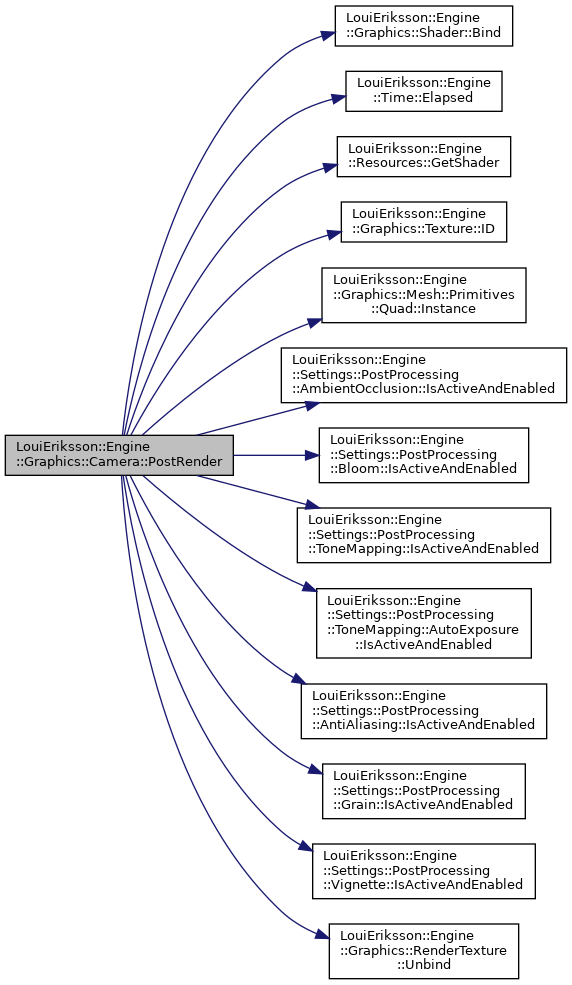 LouiEriksson::Engine
::Graphics::Shader::Bind
LouiEriksson::Engine
::Time::Elapsed
LouiEriksson::Engine
::Resources::GetShader
LouiEriksson::Engine
::Graphics::Texture::ID
LouiEriksson::Engine
::Graphics::Mesh::Primitives
::Quad::Instance
LouiEriksson::Engine
::Settings::PostProcessing
::AmbientOcclusion::IsActiveAndEnabled
LouiEriksson::Engine
::Graphics::Camera::PostRender
LouiEriksson::Engine
::Settings::PostProcessing
::Bloom::IsActiveAndEnabled
LouiEriksson::Engine
::Settings::PostProcessing
::ToneMapping::IsActiveAndEnabled
LouiEriksson::Engine
::Settings::PostProcessing
::ToneMapping::AutoExposure
::IsActiveAndEnabled
LouiEriksson::Engine
::Settings::PostProcessing
::AntiAliasing::IsActiveAndEnabled
LouiEriksson::Engine
::Settings::PostProcessing
::Grain::IsActiveAndEnabled
LouiEriksson::Engine
::Settings::PostProcessing
::Vignette::IsActiveAndEnabled
LouiEriksson::Engine
::Graphics::RenderTexture
::Unbind